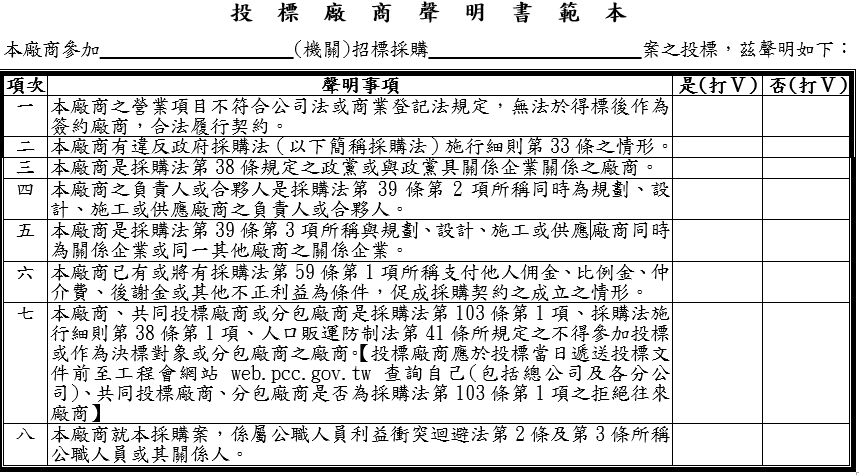 投標廠商聲明書範本
本廠商參加(機關)招標採購案之投標，茲聲明如下：
項次 聲明事項 是(打Ｖ) 否(打Ｖ)
一 本廠商之營業項目不符合公司法或商業登記法規定，無法於得標後作為
簽約廠商，合法履行契約。
二 本廠商有違反政府採購法（以下簡稱採購法）施行細則第 33 條之情形。
三 本廠商是採購法第 38 條規定之政黨或與政黨具關係企業關係之廠商。
四 本廠商之負責人或合夥人是採購法第 39 條第 2 項所稱同時為規劃、設
計、施工或供應廠商之負責人或合夥人。
五 本廠商是採購法第 39 條第 3 項所稱與規劃、設計、施工或供應廠商同時
為關係企業或同一其他廠商之關係企業。
六 本廠商已有或將有採購法第 59 條第 1 項所稱支付他人佣金、比例金、仲
介費、後謝金或其他不正利益為條件，促成採購契約之成立之情形。
七 本廠商、共同投標廠商或分包廠商是採購法第 103 條第 1 項、採購法施
行細則第 38 條第 1 項、人口販運防制法第 41 條所規定之不得參加投標
或作為決標對象或分包廠商之廠商。【投標廠商應於投標當日遞送投標文
件前至工程會網站 web.pcc.gov.tw 查詢自己(包括總公司及各分公
司)、共同投標廠商、分包廠商是否為採購法第 103 條第 1 項之拒絕往來
廠商】
八 本廠商就本採購案，係屬公職人員利益衝突迴避法第 2 條及第 3 條所稱
公職人員或其關係人。